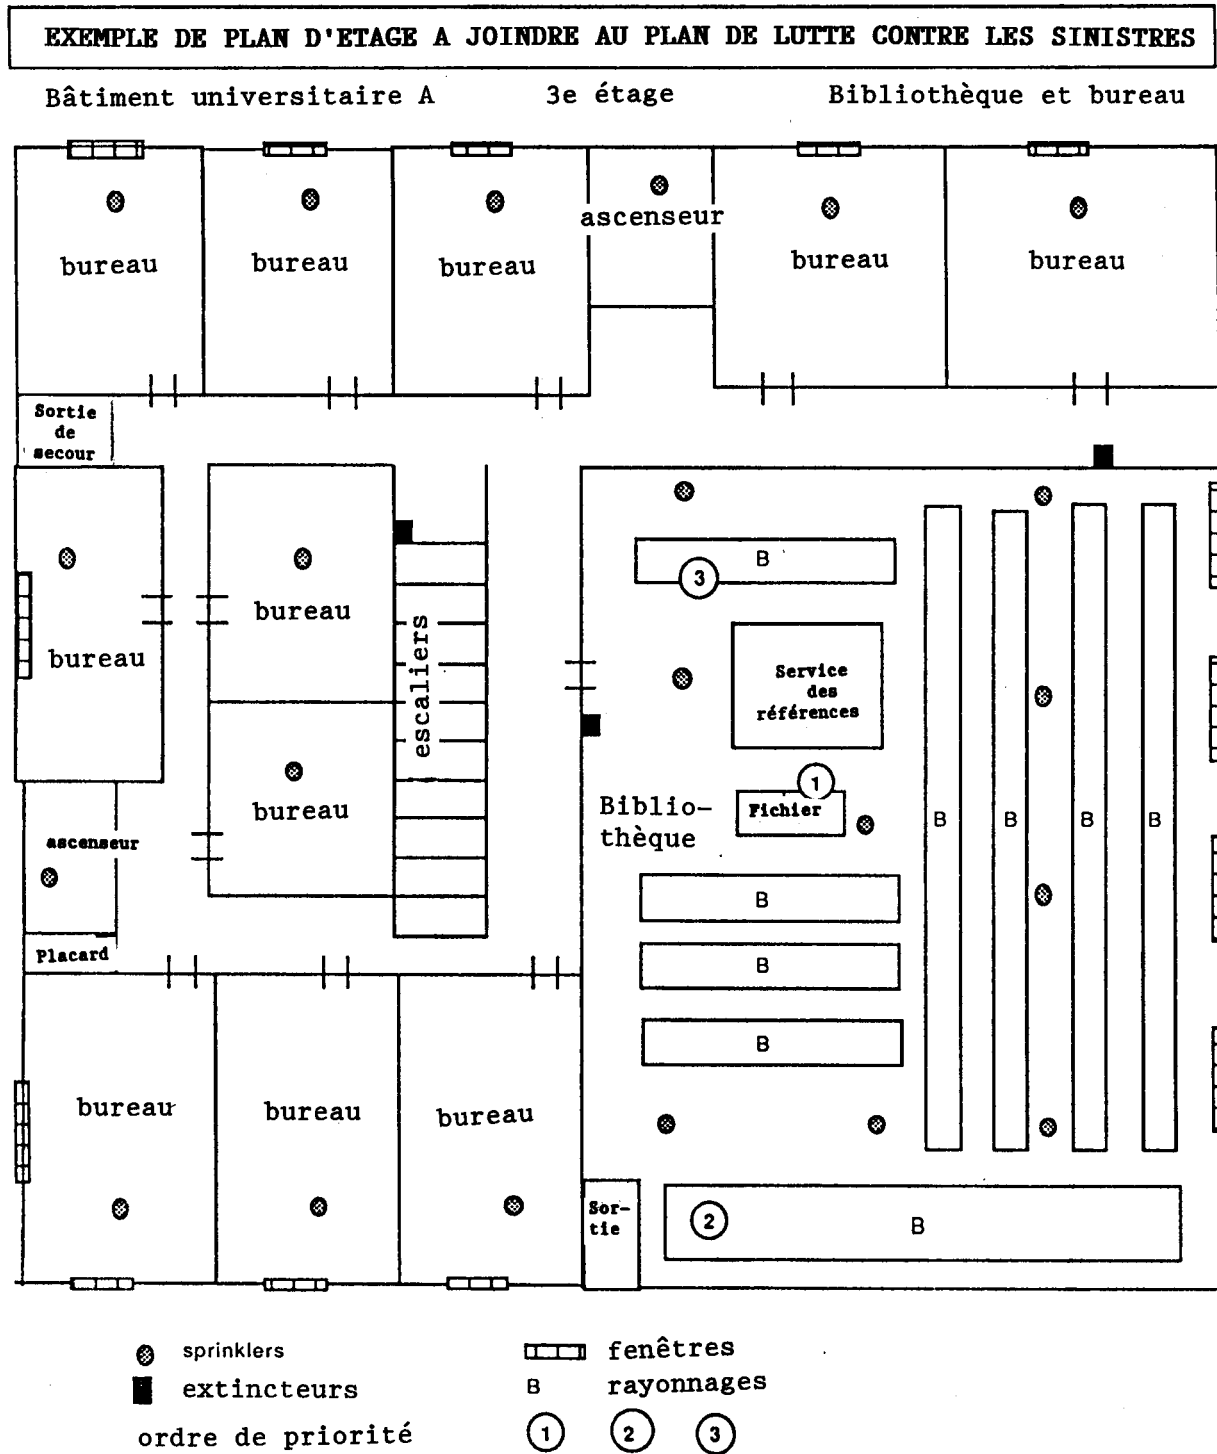 EXEMPLE DE PLAN D'ETAGE A JOINDRE AU PLAN DE LUTTE CONTRE LES SINISTRES
Bâtiment universitaire A 3e étage Bibliothèque et bureau
ascenseur
bureau bureau bureau bureau bureau
Sortie
de
secour
B
3
bureau
bureau
escaliers
Service
des
références
1
Fichier
Biblio-
thèque
bureau
ascenseur
B B B B
B
B
B
Placard
bureau bureau bureau
Sor-
tie
2
B
sprinklers
fenêtres
extincteurs
B rayonnages
ordre de priorité 1 2 3